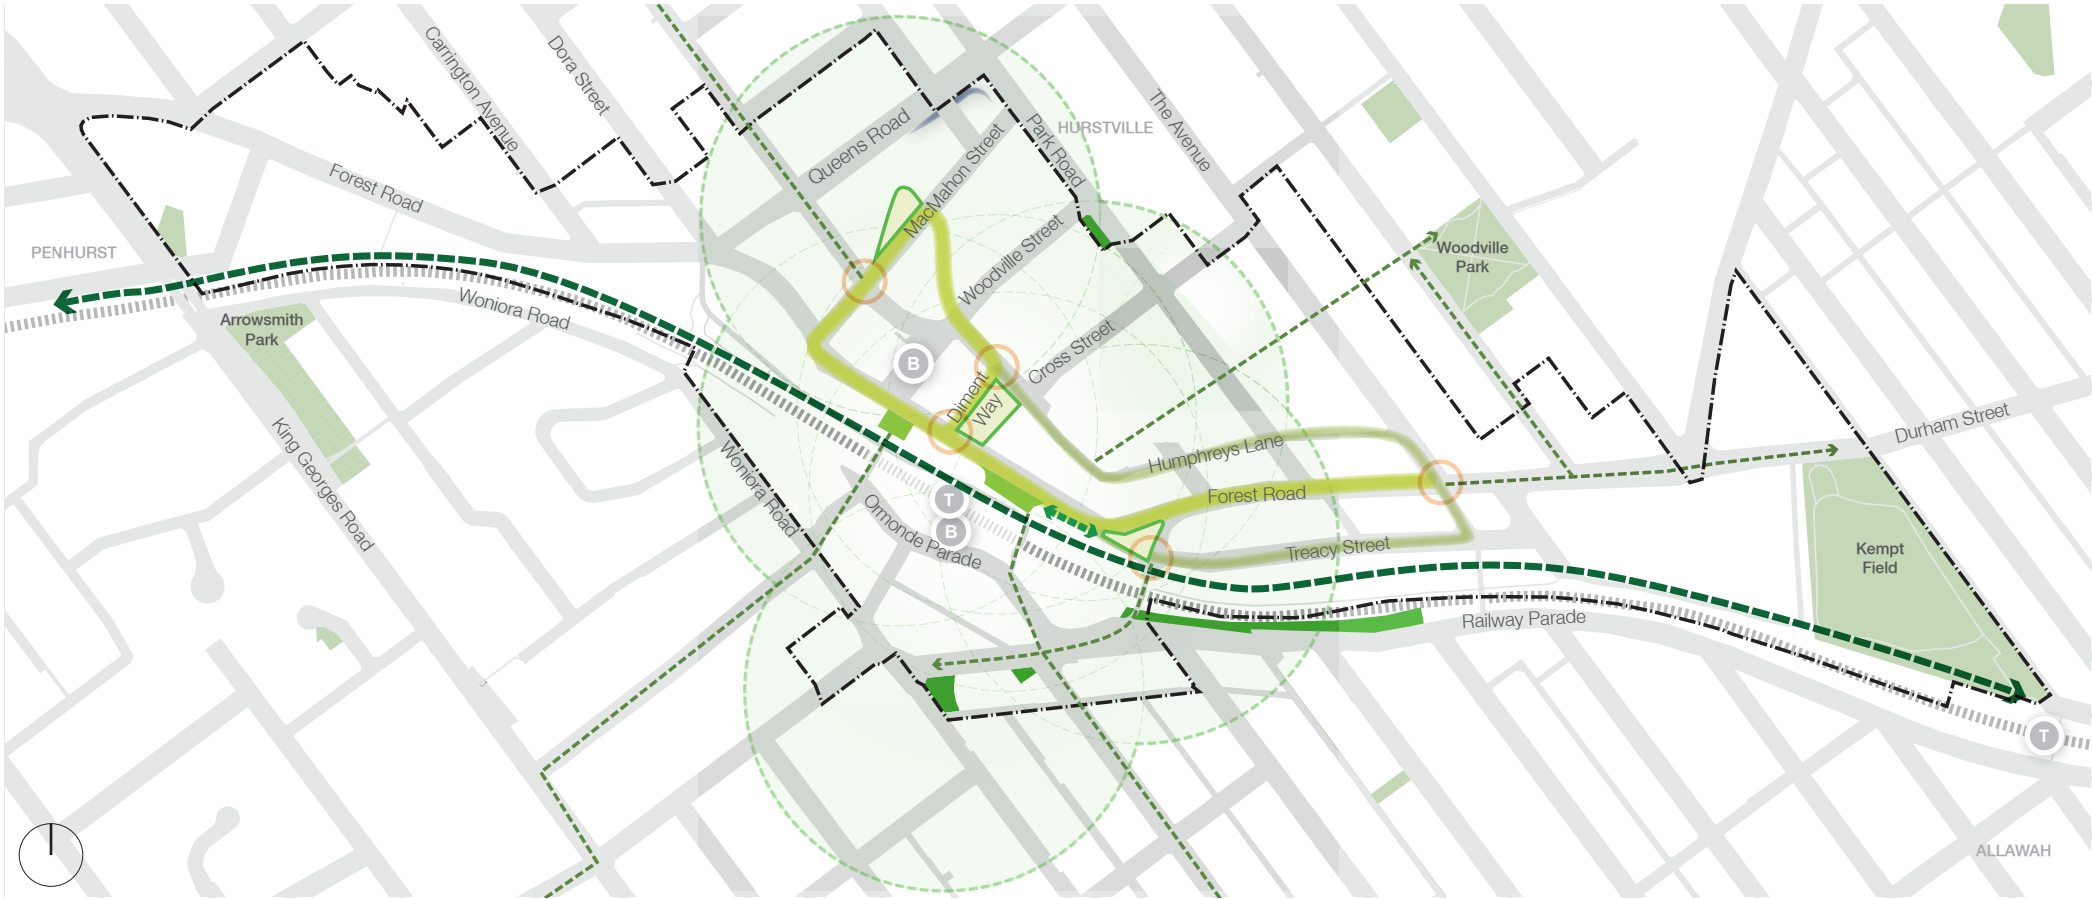 Carrington Avenue
Dora Street
The Avenue
HURSTVILLE
Park Road
Queens Road
MacMahon Street
Forest Road
PENHURST
Woodville Street
Woodville
Park
Arrowsmith
Park
Woniora Road
B
Cross Street
Diment
Way
Durham Street
King Georges Road
Woniora Road
Humphreys Lane
Forest Road
T
B
Ormonde Parade
Treacy Street
Kempt
Field
Railway Parade
T
ALLAWAH